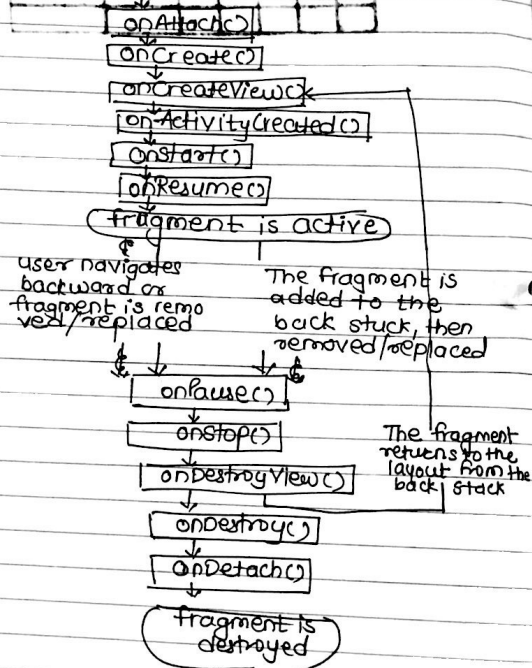 onAttach()
onCreate()
onCreateView()
onActivityCreated()
onStart()
onResume()
fragment is active
user navigates
backward or
fragment is remo
ved/replaced
The fragment is
added to the
back stuck, then
removed/replaced
onPause()
onStop()
onDestroyView()
The fragment
returns to the
layout from the
back stack
onDestroy()
onDetach()
fragment is
destroyed